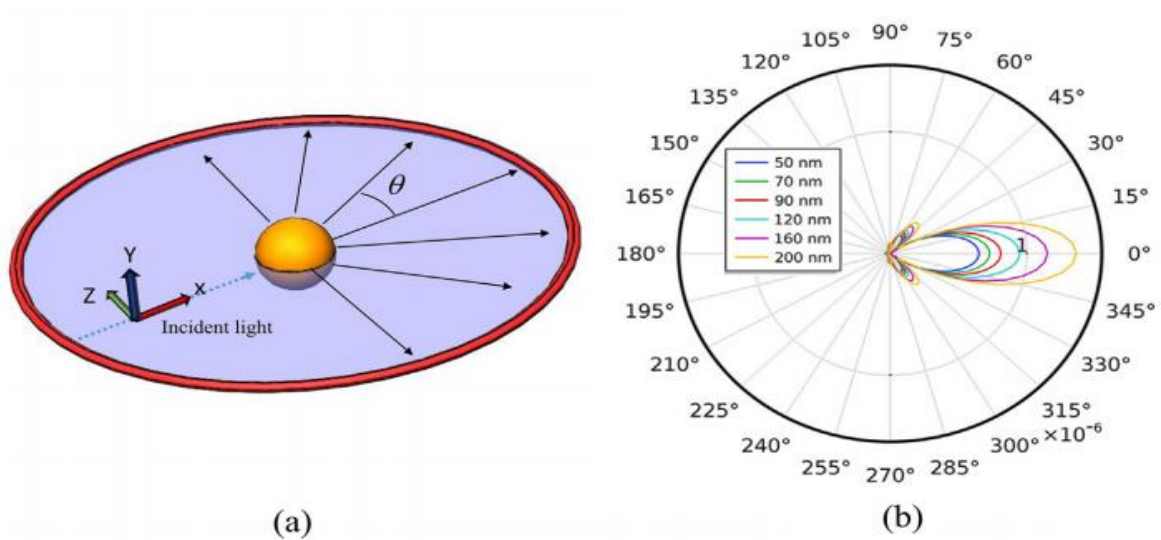 θ
Y
Z
x
Incident light
(a)
90°
105°
75°
120°
60°
135°
45°
150°
30°
165°
15°
180°
0°
195°
345°
210°
330°
225°
315°
240°
300°
255°
285°
270°
×10⁻⁶
1
50 nm
70 nm
90 nm
120 nm
160 nm
200 nm
(b)